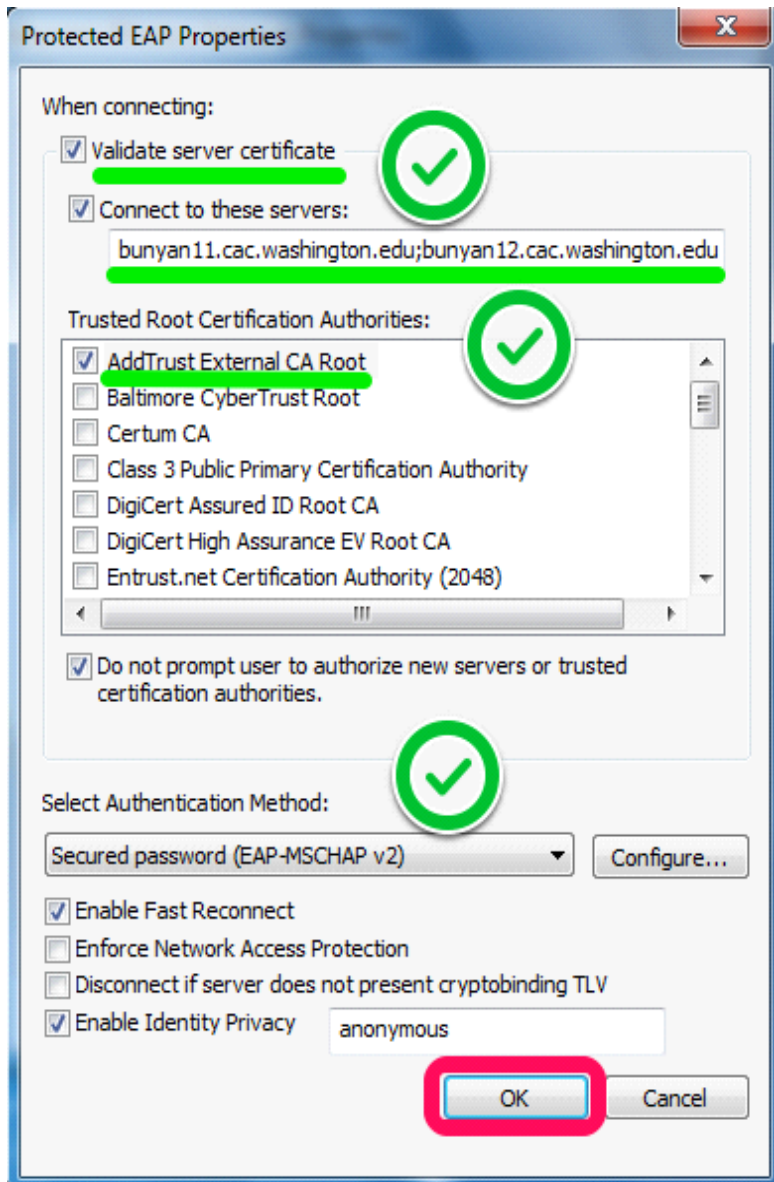 Protected EAP Properties
When connecting:
Validate server certificate
Connect to these servers:
bunyan11.cac.washington.edu;bunyan12.cac.washington.edu
Trusted Root Certification Authorities:
AddTrust External CA Root
Baltimore CyberTrust Root
Certum CA
Class 3 Public Primary Certification Authority
DigiCert Assured ID Root CA
DigiCert High Assurance EV Root CA
Entrust.net Certification Authority (2048)
Do not prompt user to authorize new servers or trusted
certification authorities.
Select Authentication Method:
Secured password (EAP-MSCHAP v2)
Configure...
Enable Fast Reconnect
Enforce Network Access Protection
Disconnect if server does not present cryptobinding TLV
Enable Identity Privacy
anonymous
OK
Cancel